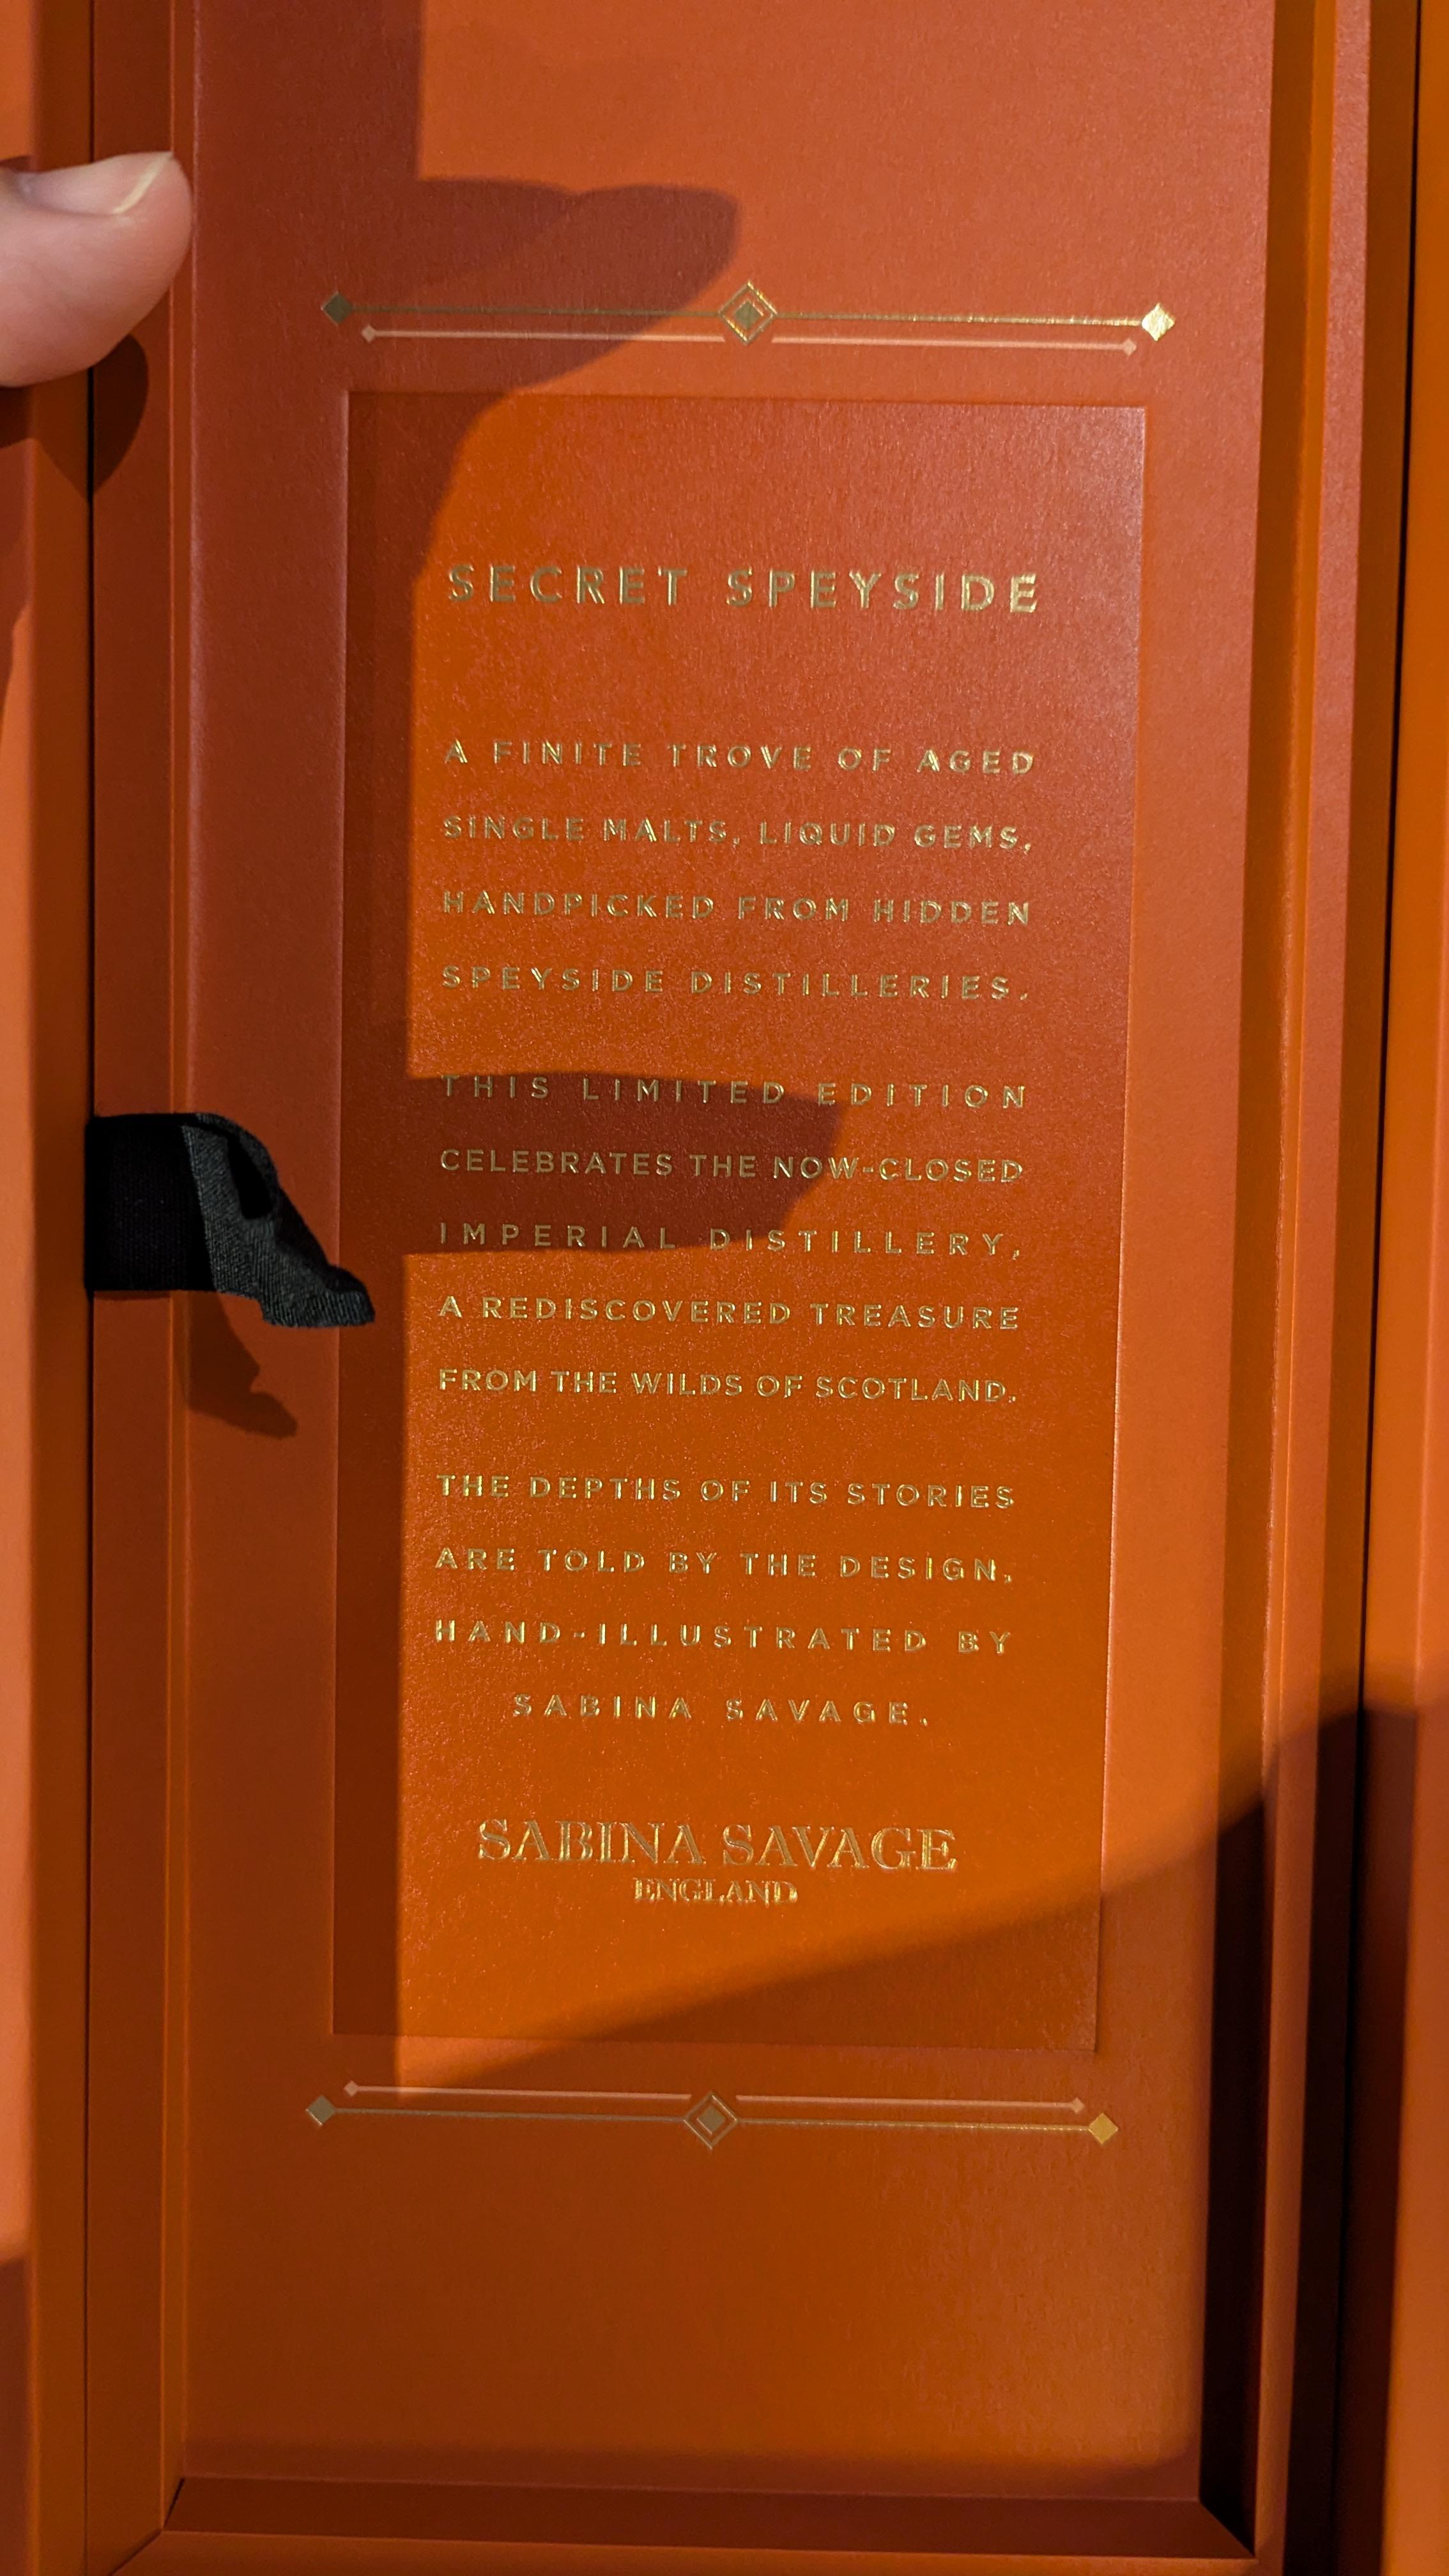 SECRET SPEYSIDE
A FINITE TROVE OF AGED
SINGLE MALTS, LIQUID GEMS,
HANDPICKED FROM HIDDEN
SPEYSIDE DISTILLERIES.
THIS LIMITED EDITION
CELEBRATES THE NOW-CLOSED
IMPERIAL DISTILLERY,
A REDISCOVERED TREASURE
FROM THE WILDS OF SCOTLAND.
THE DEPTHS OF ITS STORIES
ARE TOLD BY THE DESIGN,
HAND-ILLUSTRATED BY
SABINA SAVAGE.
SABINA SAVAGE
ENGLAND